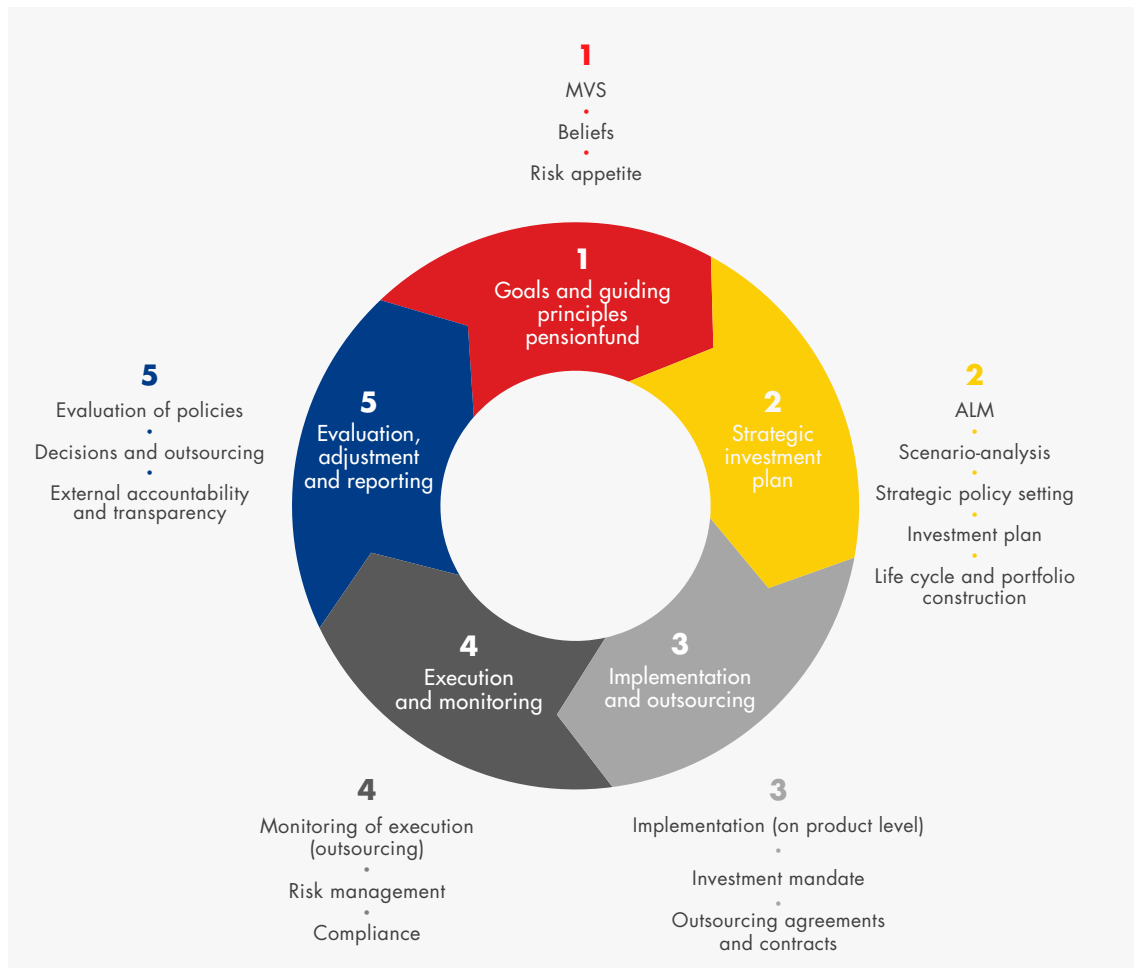 1
MVS
Beliefs
Risk appetite
1
Goals and guiding
principles
pensionfund
2
Strategic
investment
plan
3
Implementation
and outsourcing
4
Execution
and monitoring
5
Evaluation,
adjustment
and reporting
2
ALM
Scenario-analysis
Strategic policy setting
Investment plan
Life cycle and portfolio
construction
3
Implementation (on product level)
Investment mandate
Outsourcing agreements
and contracts
4
Monitoring of execution
(outsourcing)
Risk management
Compliance
5
Evaluation of policies
Decisions and outsourcing
External accountability
and transparency